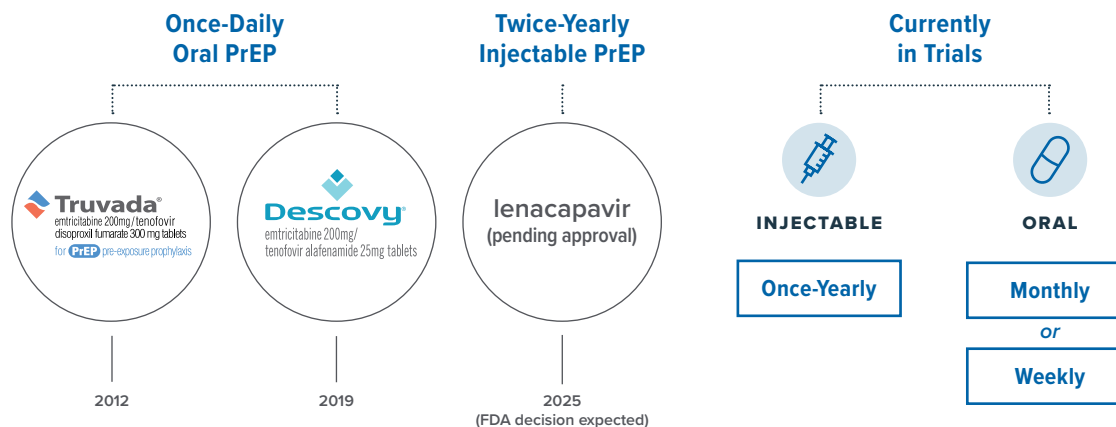 Once-Daily
Oral PrEP
Truvada®
emtricitabine 200mg/tenofovir
disoproxil fumarate 300 mg tablets
for PrEP pre-exposure prophylaxis
2012
Descovy®
emtricitabine 200mg/
tenofovir alafenamide 25mg tablets
2019
Twice-Yearly
Injectable PrEP
lenacapavir
(pending approval)
2025
(FDA decision expected)
Currently
in Trials
INJECTABLE
Once-Yearly
ORAL
Monthly
or
Weekly